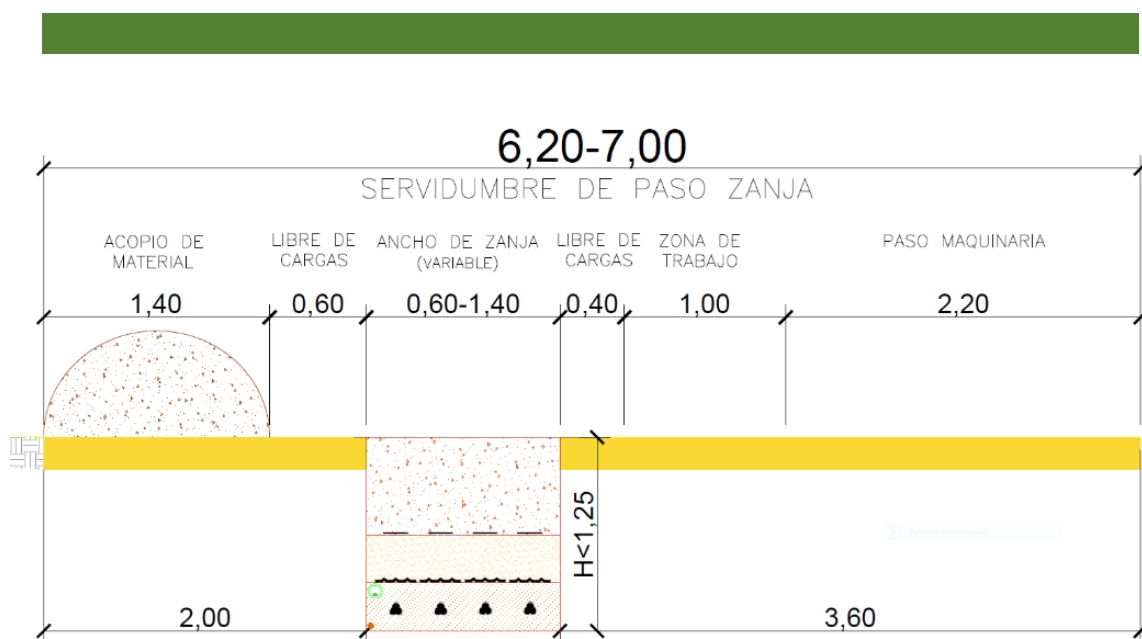 6,20-7,00
SERVIDUMBRE DE PASO ZANJA
ACOPIO DE
MATERIAL
LIBRE DE
CARGAS
ANCHO DE ZANJA
(VARIABLE)
LIBRE DE
CARGAS
ZONA DE
TRABAJO
PASO MAQUINARIA
1,40
0,60
0,60-1,40
0,40
1,00
2,20
H<1,25
2,00
3,60